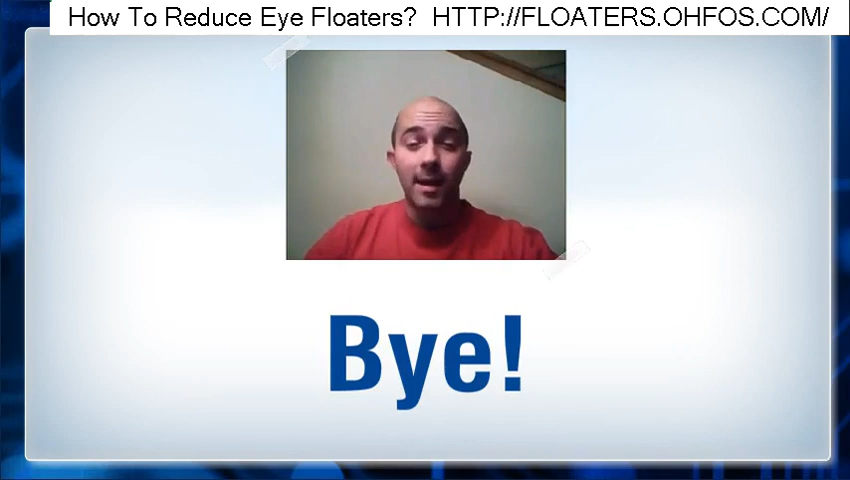 How To Reduce Eye Floaters?  HTTP://FLOATERS.OHFOS.COM/
Bye!